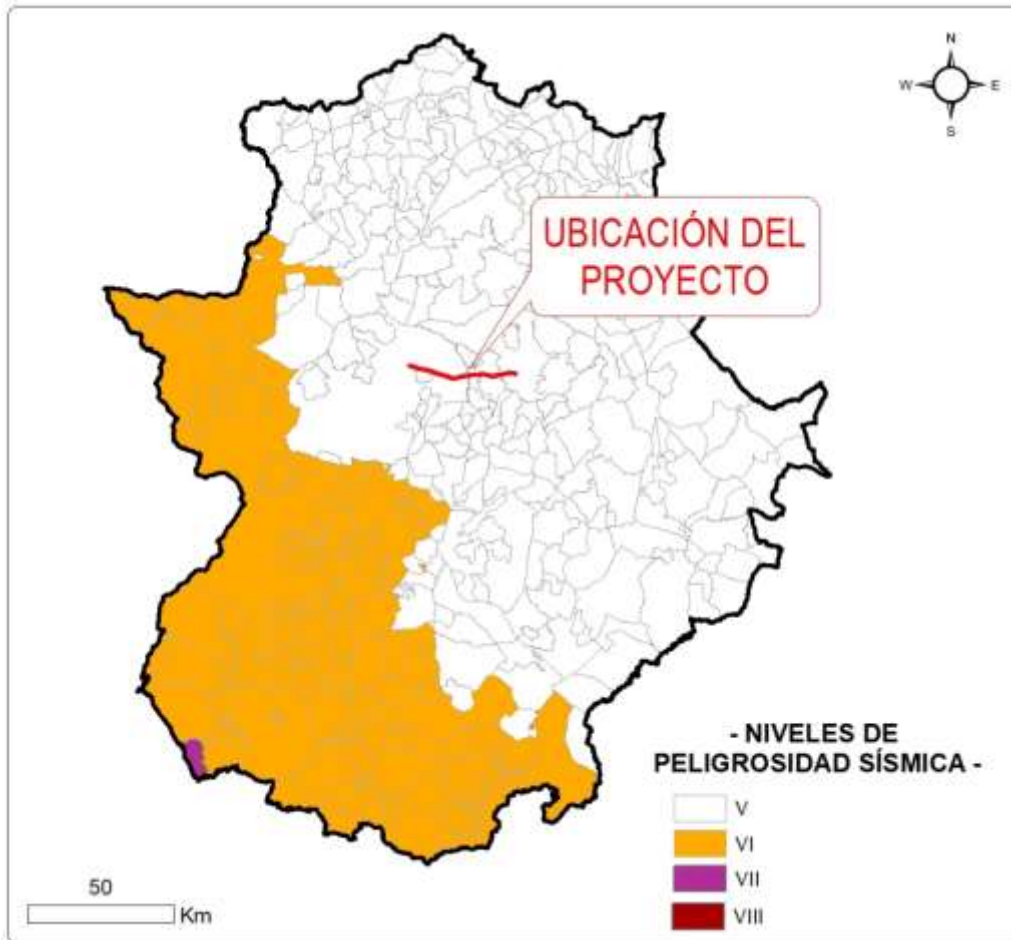 N
W
E
S
UBICACIÓN DEL
PROYECTO
- NIVELES DE
PELIGROSIDAD SÍSMICA -
V
VI
VII
VIII
50
Km